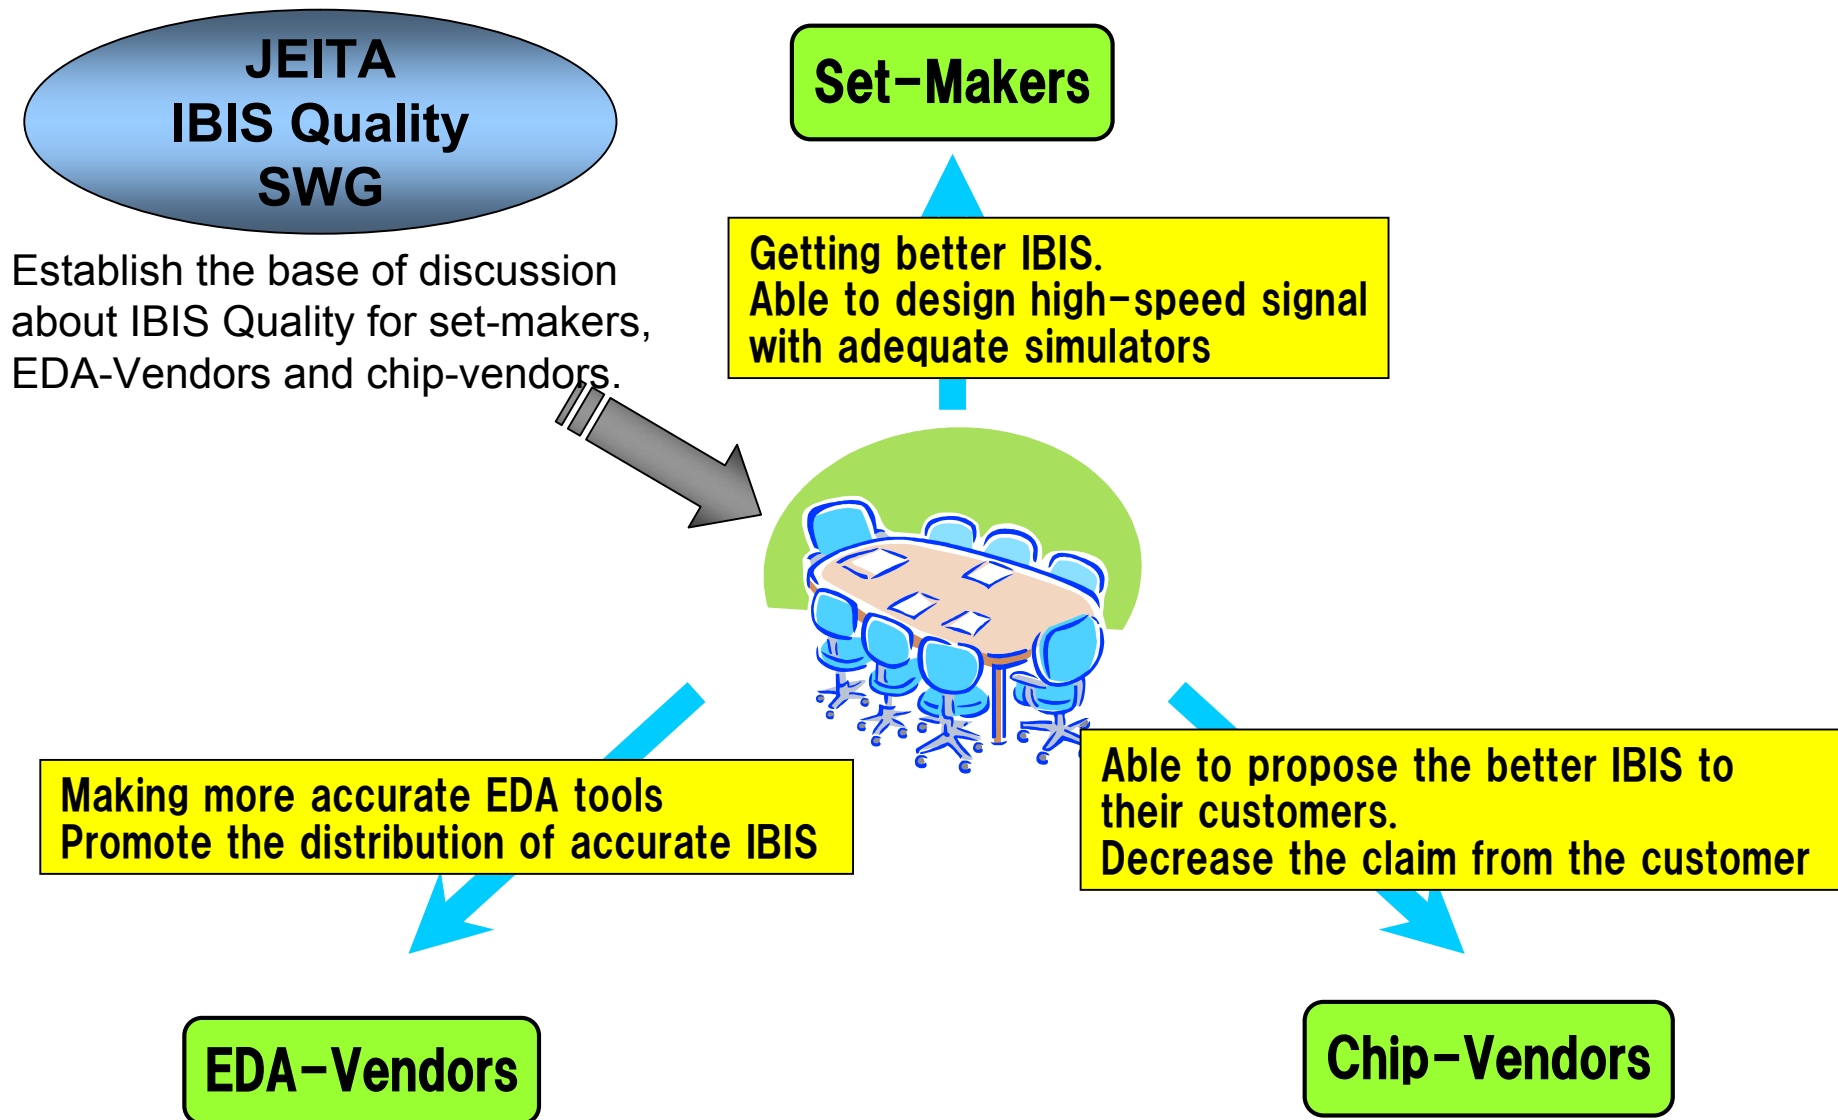 JEITA
IBIS Quality
SWG
Establish the base of discussion
about IBIS Quality for set-makers,
EDA-Vendors and chip-vendors.
Set-Makers
Getting better IBIS.
Able to design high-speed signal
with adequate simulators
Making more accurate EDA tools
Promote the distribution of accurate IBIS
Able to propose the better IBIS to
their customers.
Decrease the claim from the customer
EDA-Vendors
Chip-Vendors